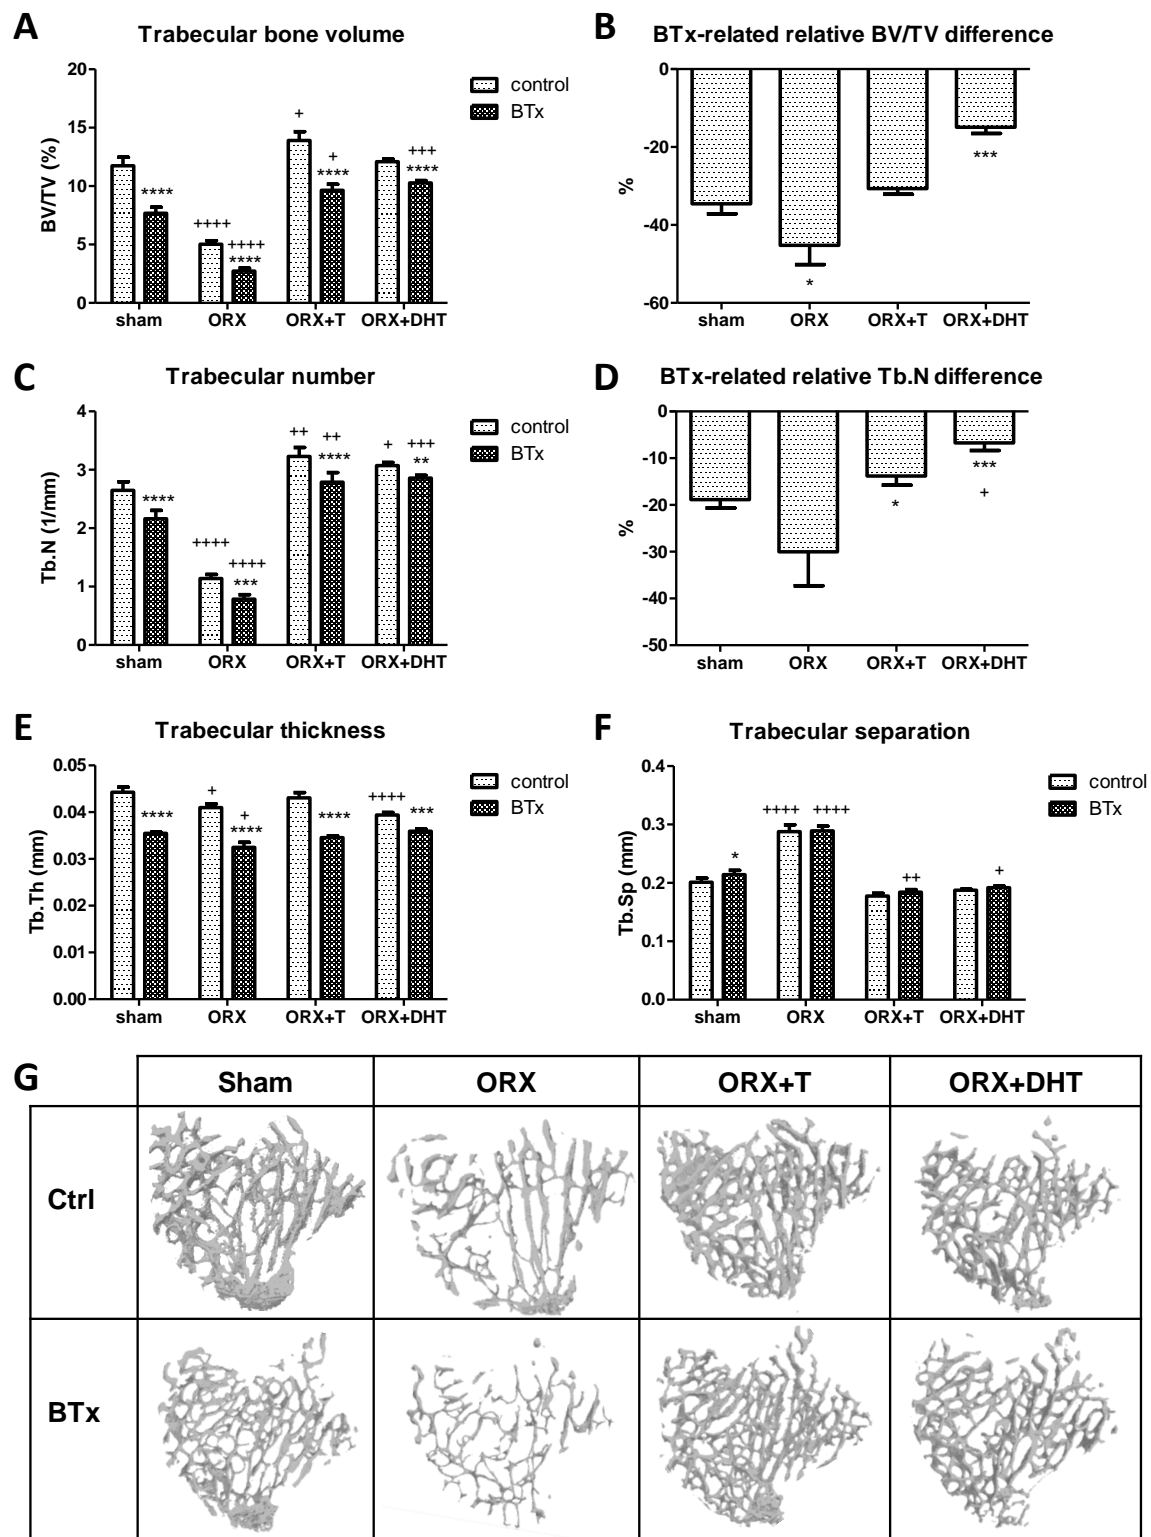 A
Trabecular bone volume
BV/TV (%)
20
15
10
5
0
control
BTx
****
++++
++++
****
+
+
****
+++
****
sham
ORX
ORX+T
ORX+DHT
B
BTx-related relative BV/TV difference
%
0
-20
-40
-60
*
***
sham
ORX
ORX+T
ORX+DHT
C
Trabecular number
Tb.N (1/mm)
4
3
2
1
0
control
BTx
****
++++
++++
***
++
++
****
+
+++
**
sham
ORX
ORX+T
ORX+DHT
D
BTx-related relative Tb.N difference
%
0
-10
-20
-30
-40
-50
*
***
+
sham
ORX
ORX+T
ORX+DHT
E
Trabecular thickness
Tb.Th (mm)
0.05
0.04
0.03
0.02
0.01
0.00
control
BTx
****
+
+
****
****
++++
***
sham
ORX
ORX+T
ORX+DHT
F
Trabecular separation
Tb.Sp (mm)
0.4
0.3
0.2
0.1
0.0
control
BTx
*
++++
++++
++
+
sham
ORX
ORX+T
ORX+DHT
G
Sham
ORX
ORX+T
ORX+DHT
Ctrl
BTx